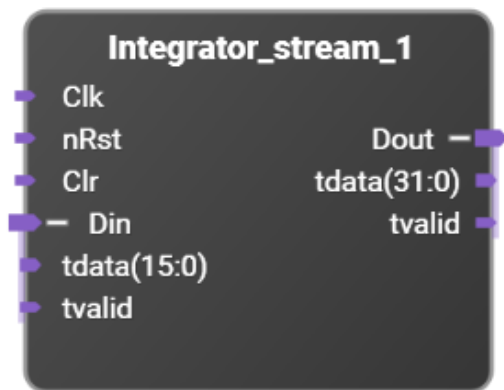 Integrator_stream_1
Clk
nRst
Clr
Din
tdata(15:0)
tvalid
Dout
tdata(31:0)
tvalid